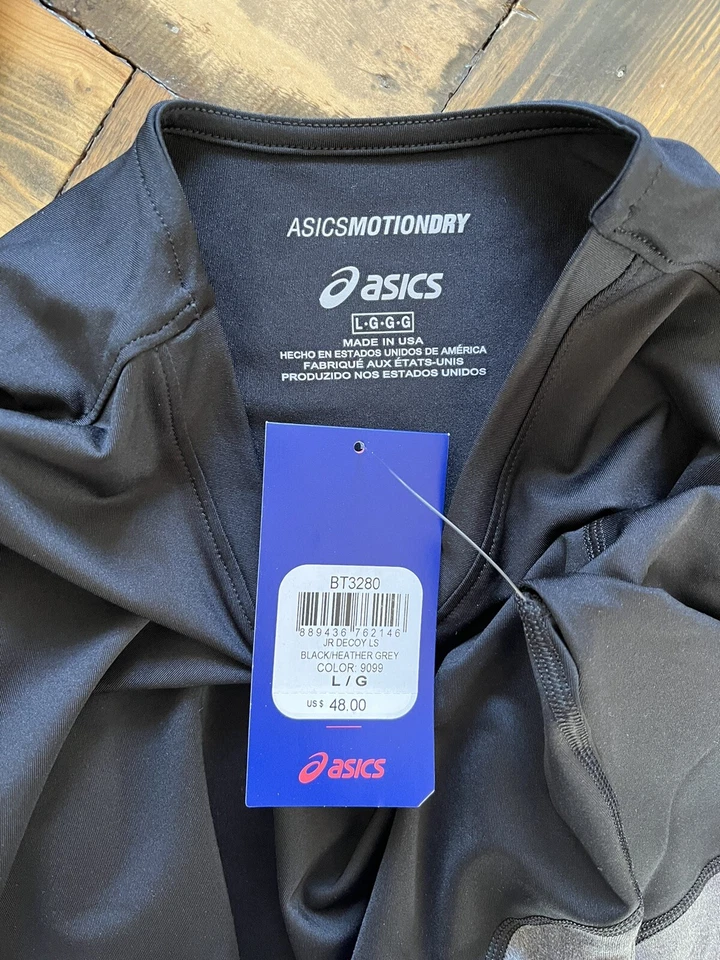 ASICSMOTIONDRY
asics
L·G·G·G
MADE IN USA
HECHO EN ESTADOS UNIDOS DE AMÉRICA
FABRIQUÉ AUX ÉTATS-UNIS
PRODUZIDO NOS ESTADOS UNIDOS
BT3280
889436 762146
JR DECOY LS
BLACK/HEATHER GREY
COLOR: 9099
L / G
US $ 48.00
asics